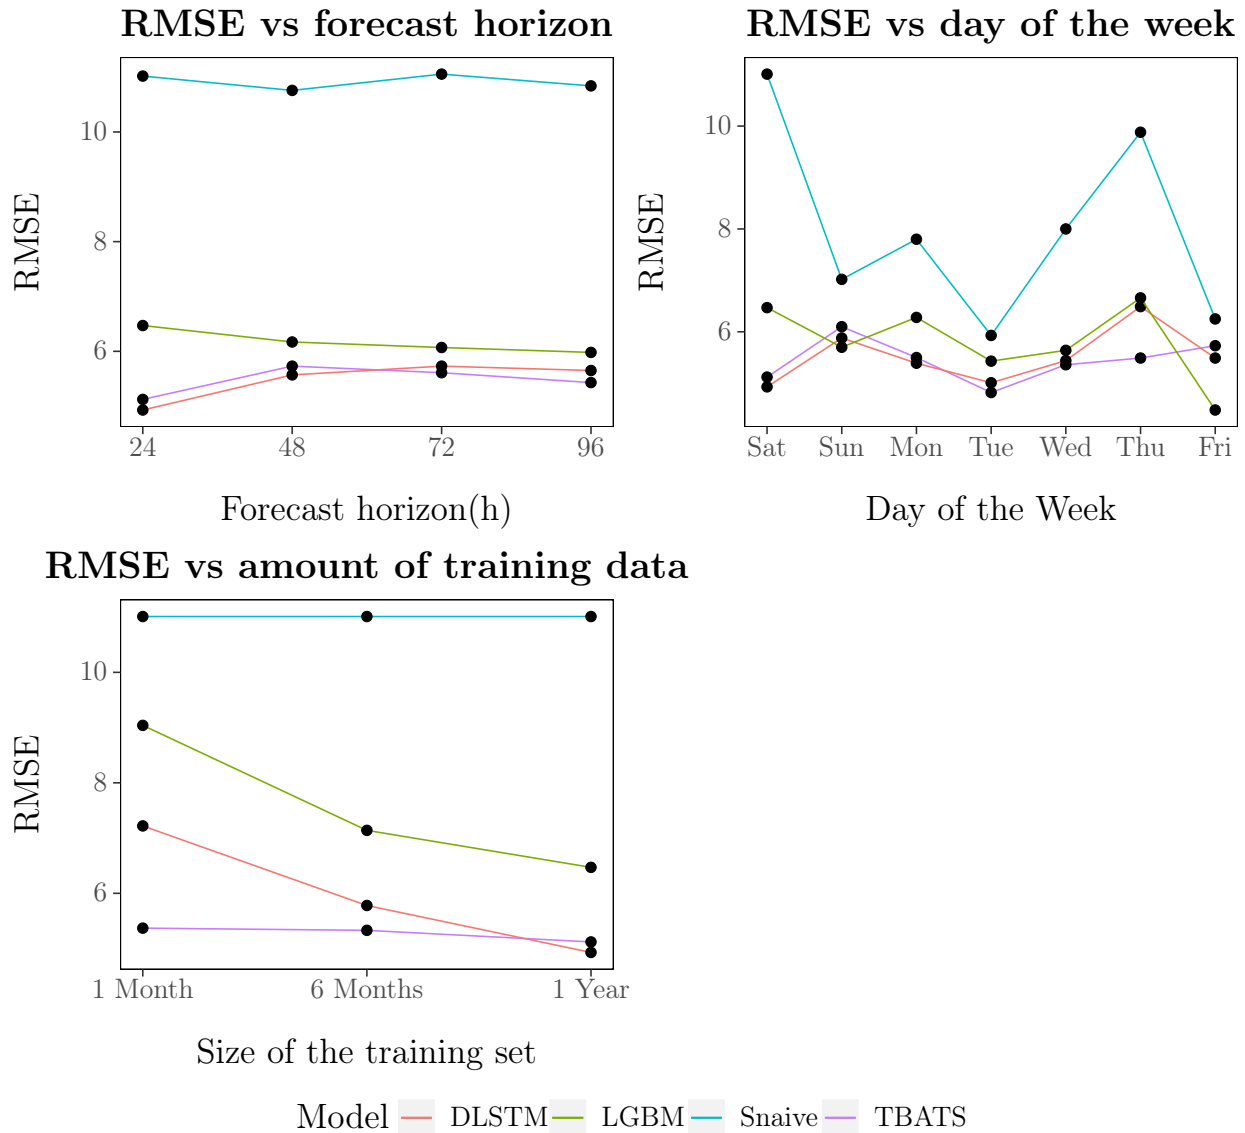 RMSE vs forecast horizon
RMSE
10
8
6
24 48 72 96
Forecast horizon(h)
RMSE vs day of the week
RMSE
10
8
6
Sat Sun Mon Tue Wed Thu Fri
Day of the Week
RMSE vs amount of training data
RMSE
10
8
6
1 Month 6 Months 1 Year
Size of the training set
Model DLSTM LGBM Snaive TBATS